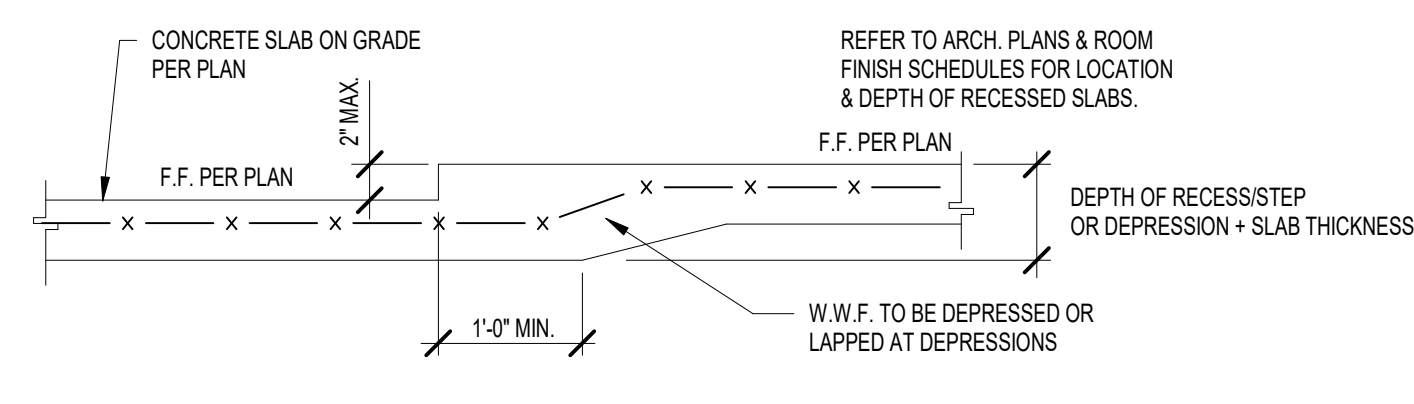 CONCRETE SLAB ON GRADE
PER PLAN
REFER TO ARCH. PLANS & ROOM
FINISH SCHEDULES FOR LOCATION
& DEPTH OF RECESSED SLABS.
2" MAX.
F.F. PER PLAN
F.F. PER PLAN
DEPTH OF RECESS/STEP
OR DEPRESSION + SLAB THICKNESS
W.W.F. TO BE DEPRESSED OR
LAPPED AT DEPRESSIONS
1'-0" MIN.